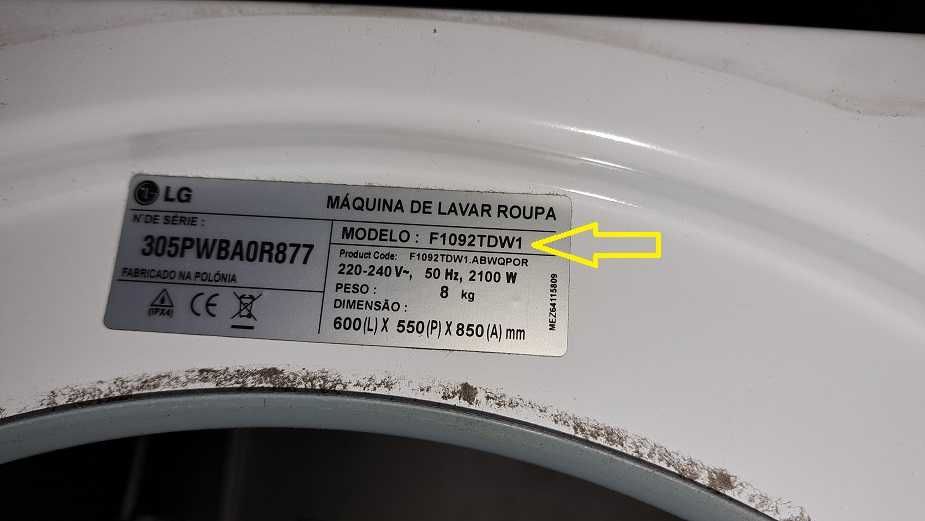 LG
MÁQUINA DE LAVAR ROUPA
N° DE SÉRIE :
305PWBA0R877
FABRICADO NA POLÓNIA
(IPX4)
CE
MODELO : F1092TDW1
Product Code: F1092TDW1.ABWQPOR
220-240 V~, 50 Hz, 2100 W
PESO :
8 kg
DIMENSÃO :
600(L) X 550(P) X 850(A) mm
MEZ64115809